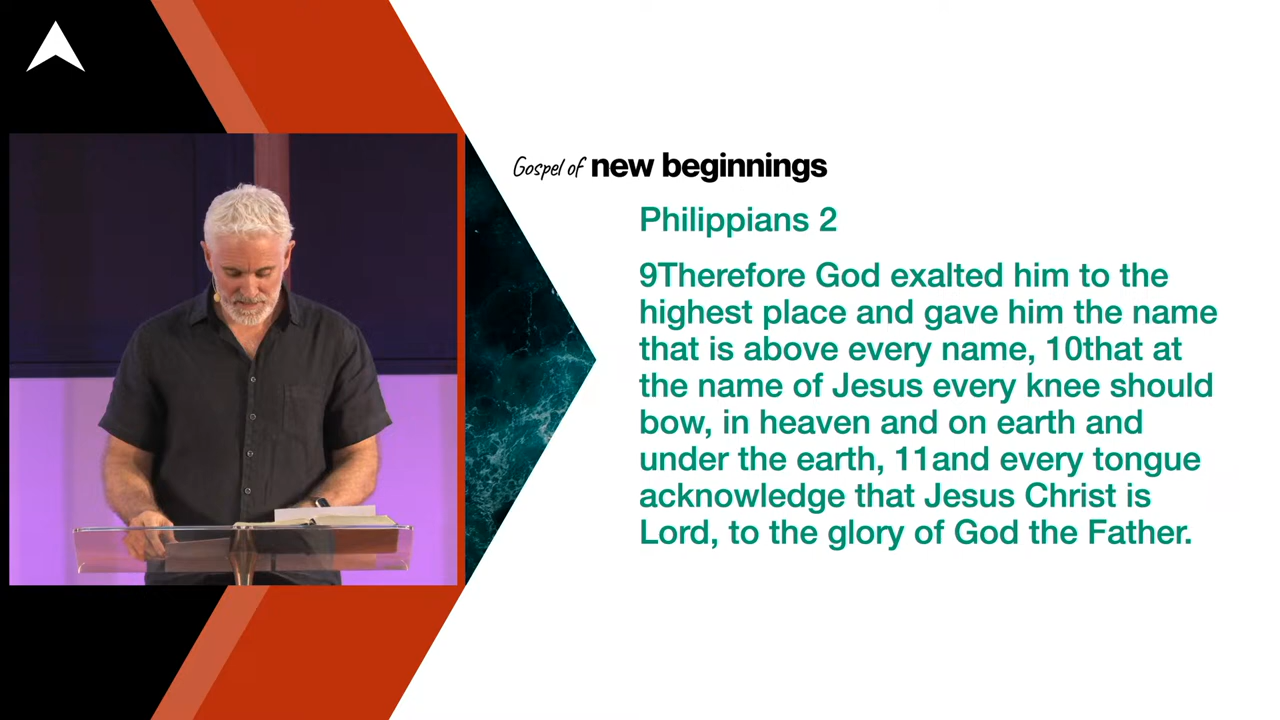 Gospel of new beginnings
Philippians 2
9Therefore God exalted him to the
highest place and gave him the name
that is above every name, 10that at
the name of Jesus every knee should
bow, in heaven and on earth and
under the earth, 11and every tongue
acknowledge that Jesus Christ is
Lord, to the glory of God the Father.